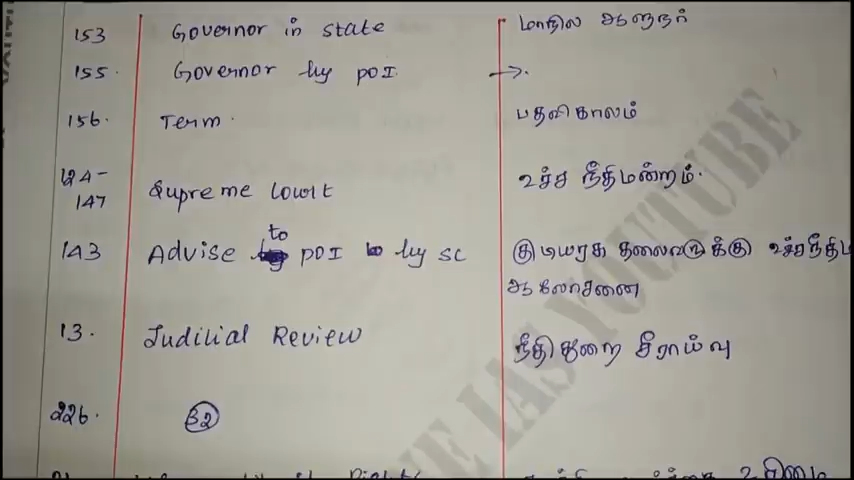 153 Governor in state மாநில ஆளுநர்
155. Governor by POI. →.
156. Term. பதவிகாலம்
124-
147 Supreme Court உச்ச நீதிமன்றம்.
143 Advise to POI by SC குடியரசு தலைவருக்கு உச்சநீதிம
ஆலோசனை
13. Judicial Review நீதிதுறை சீராய்வு
226. 32
IAS YOUTUBE